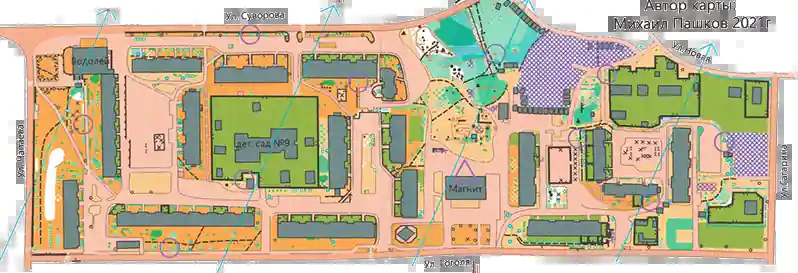 Автор карты:
Ул. Суворова
Михаил Пашков 2021г
Ул.Новая
Водолей
дет. сад №9
Ул. Чапаева
Магнит
Ул.Гагарина
Ул. Гоголя